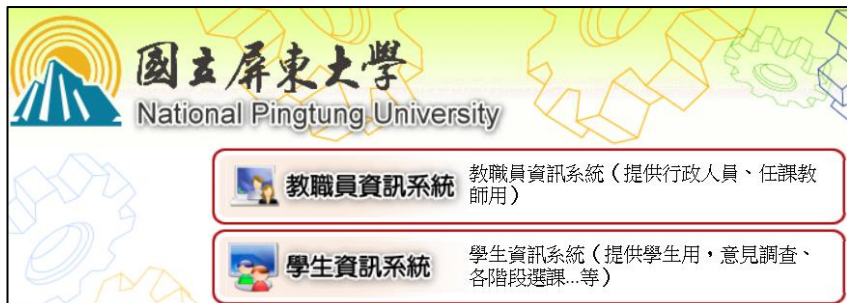 國立屏東大學
National Pingtung University
教職員資訊系統
教職員資訊系統（提供行政人員、任課教
師用）
學生資訊系統
學生資訊系統（提供學生用，意見調查、
各階段選課...等）